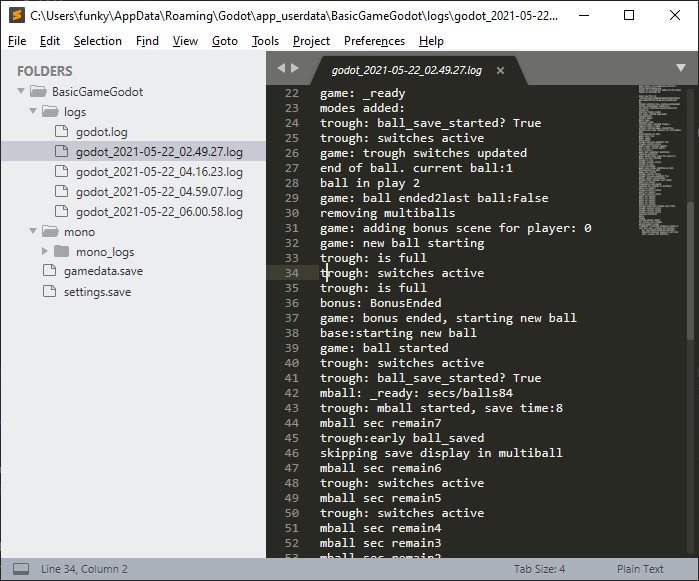 C:\Users\funky\AppData\Roaming\Godot\app_userdata\BasicGameGodot\logs\godot_2021-05-22...
File Edit Selection Find View Goto Tools Project Preferences Help
FOLDERS
BasicGameGodot
logs
godot.log
godot_2021-05-22_02.49.27.log
godot_2021-05-22_04.16.23.log
godot_2021-05-22_04.59.07.log
godot_2021-05-22_06.00.58.log
mono
mono_logs
gamedata.save
settings.save
godot_2021-05-22_02.49.27.log
22 game: _ready
23 modes added:
24 trough: ball_save_started? True
25 trough: switches active
26 game: trough switches updated
27 end of ball. current ball:1
28 ball in play 2
29 game: ball ended2last ball:False
30 removing multiballs
31 game: adding bonus scene for player: 0
32 game: new ball starting
33 trough: is full
34 trough: switches active
35 trough: is full
36 bonus: BonusEnded
37 game: bonus ended, starting new ball
38 base:starting new ball
39 game: ball started
40 trough: switches active
41 trough: ball_save_started? True
42 mball: _ready: secs/balls84
43 trough: mball started, save time:8
44 mball sec remain7
45 trough:early ball_saved
46 skipping save display in multiball
47 mball sec remain6
48 trough: switches active
49 mball sec remain5
50 trough: switches active
51 mball sec remain4
52 mball sec remain3
53 mball sec remain2
Line 34, Column 2
Tab Size: 4
Plain Text